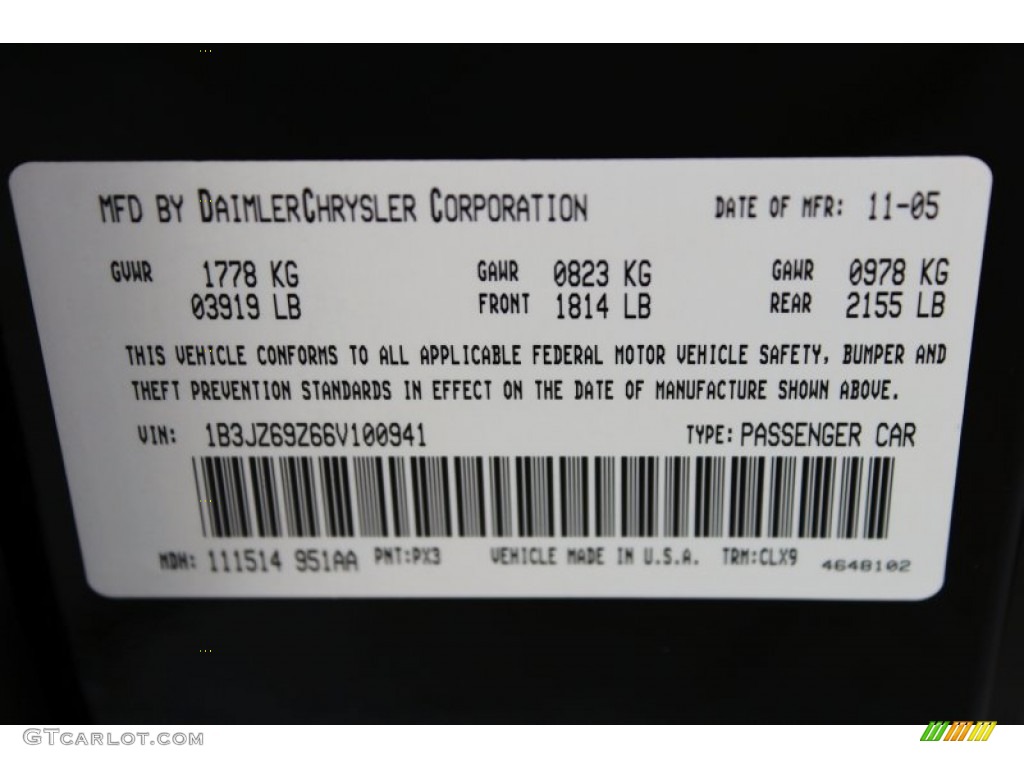 MFD BY DAIMLERCHRYSLER CORPORATION DATE OF MFR: 11-05
GVWR 1778 KG GAWR 0823 KG GAWR 0978 KG
03919 LB FRONT 1814 LB REAR 2155 LB
THIS VEHICLE CONFORMS TO ALL APPLICABLE FEDERAL MOTOR VEHICLE SAFETY, BUMPER AND
THEFT PREVENTION STANDARDS IN EFFECT ON THE DATE OF MANUFACTURE SHOWN ABOVE.
VIN: 1B3JZ69Z66V100941 TYPE: PASSENGER CAR
MDH: 111514 951AA PNT:PX3 VEHICLE MADE IN U.S.A. TRM:CLX9 4648102
GTCARLOT.COM